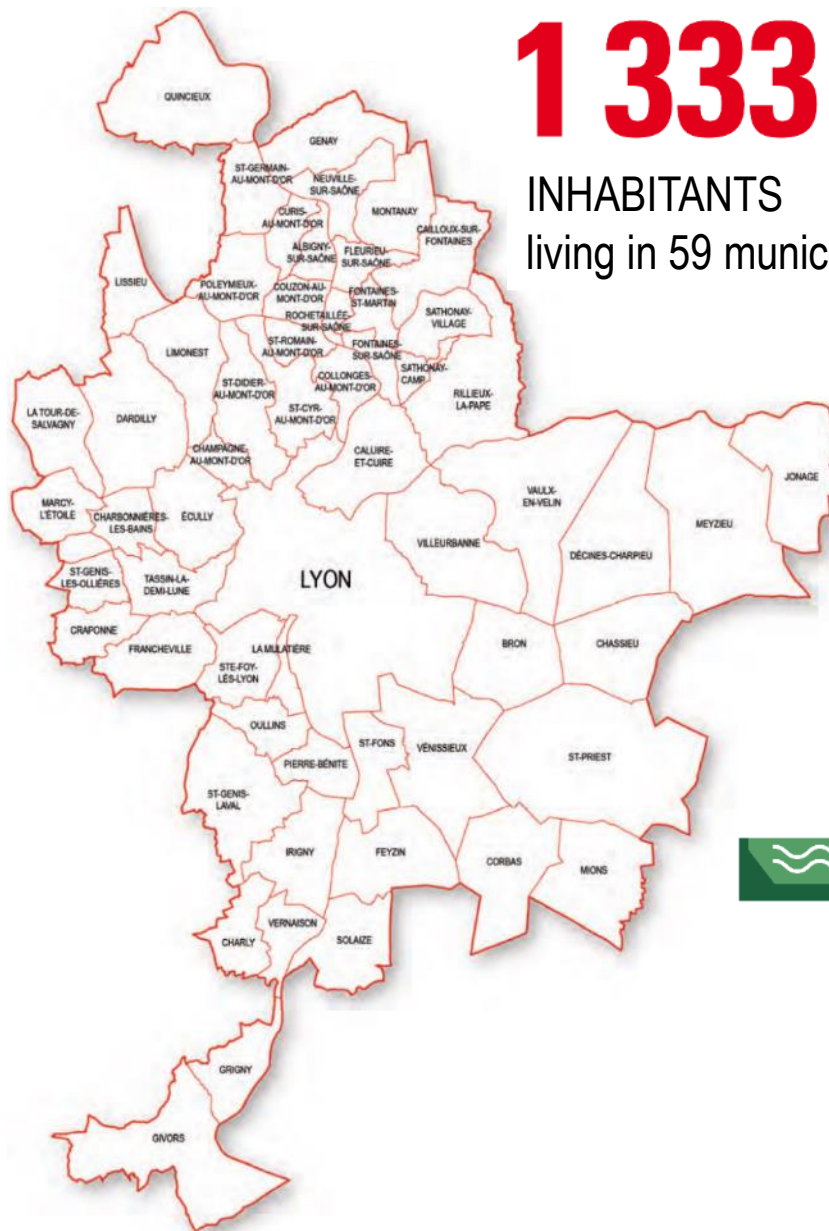 1 333
INHABITANTS
living in 59 munic
QUINCIEUX
GENAY
ST-GERMAIN-
AU-MONT-D'OR
NEUVILLE-
SUR-SAÔNE
MONTANAY
CURIS-
AU-MONT-D'OR
CAILLOUX-SUR-
FONTAINES
ALBIGNY-
SUR-SAÔNE
FLEURIEU-
SUR-SAÔNE
LISSIEU
POLEYMIEUX-
AU-MONT-D'OR
COUZON-AU-
MONT-D'OR
FONTAINES-
ST-MARTIN
ROCHETAILLÉE-
SUR-SAÔNE
SATHONAY-
VILLAGE
LIMONEST
ST-ROMAIN-
AU-MONT-D'OR
FONTAINES-
SUR-SAÔNE
SATHONAY-
CAMP
ST-DIDIER-
AU-MONT-D'OR
COLLONGES-
AU-MONT-D'OR
RILLIEUX-
LA-PAPE
LA TOUR-DE-
SALVAGNY
DARDILLY
ST-CYR-
AU-MONT-D'OR
CHAMPAGNE-
AU-MONT-D'OR
CALUIRE-
ET-CUIRE
JONAGE
MARCY-
L'ÉTOILE
CHARBONNIÈRES-
LES-BAINS
ÉCULLY
VAULX-
EN-VELIN
MEYZIEU
VILLEURBANNE
DÉCINES-CHARPIEU
ST-GENIS-
LES-OLLIÈRES
TASSIN-LA-
DEMI-LUNE
LYON
CRAPONNE
FRANCHEVILLE
LA MULATIÈRE
STE-FOY-
LÈS-LYON
BRON
CHASSIEU
OULLINS
ST-FONS
VÉNISSIEUX
ST-PRIEST
PIERRE-BÉNITE
ST-GENIS-
LAVAL
IRIGNY
FEYZIN
CORBAS
MIONS
VERNAISON
CHARLY
SOLAIZE
GRIGNY
GIVORS